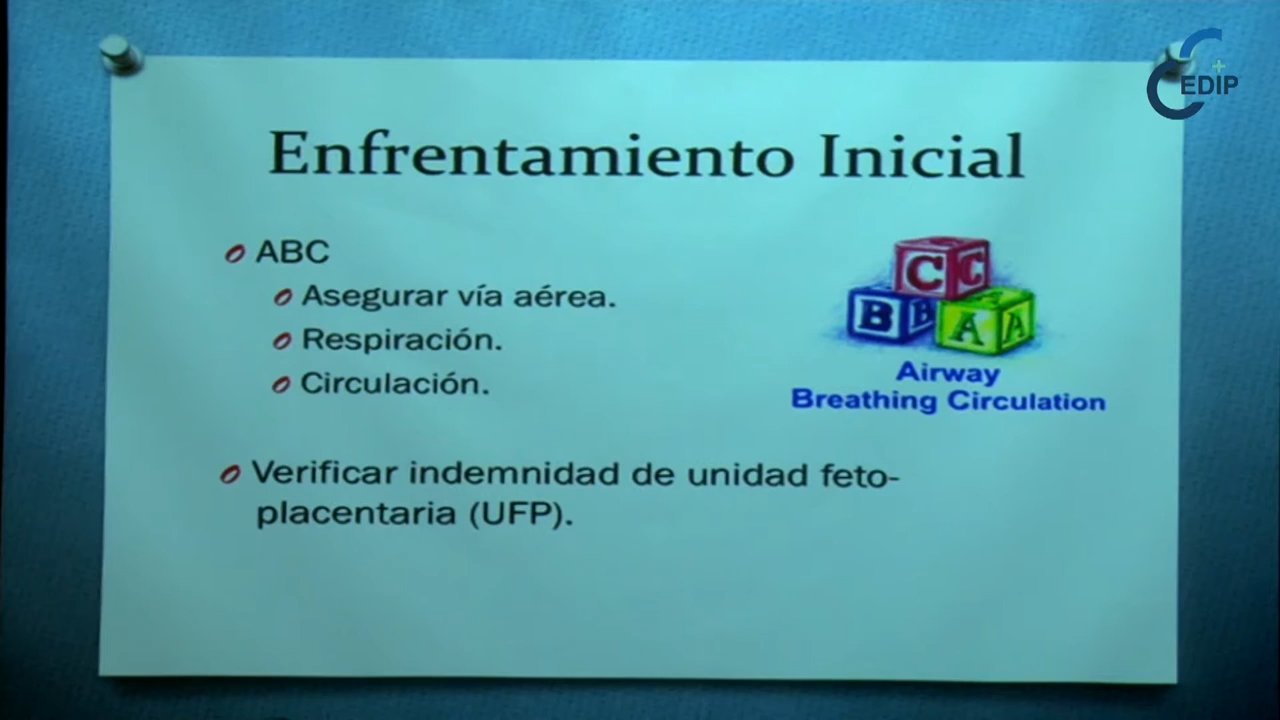 EDIP
Enfrentamiento Inicial
ABC
Asegurar vía aérea.
Respiración.
Circulación.
C C
B B A A
Airway
Breathing Circulation
Verificar indemnidad de unidad feto-
placentaria (UFP).